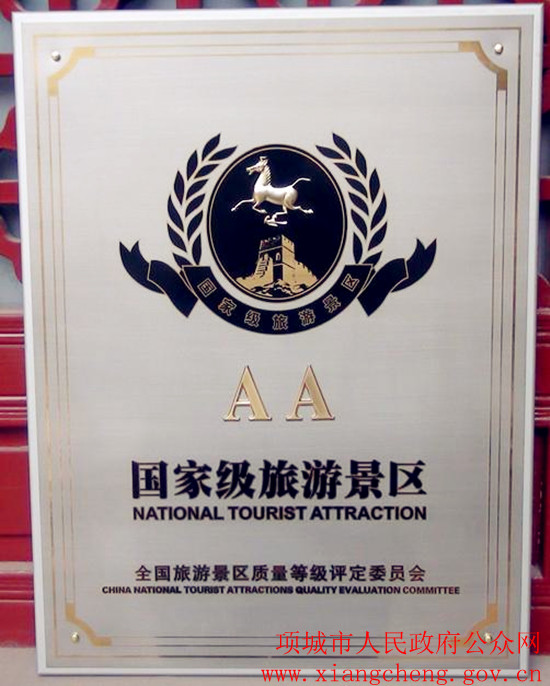 国家级旅游景区
AA
国家级旅游景区
NATIONAL TOURIST ATTRACTION
全国旅游景区质量等级评定委员会
CHINA NATIONAL TOURIST ATTRACTIONS QUALITY EVALUATION COMMITTEE
项城市人民政府公众网
www.xiangcheng.gov.cn